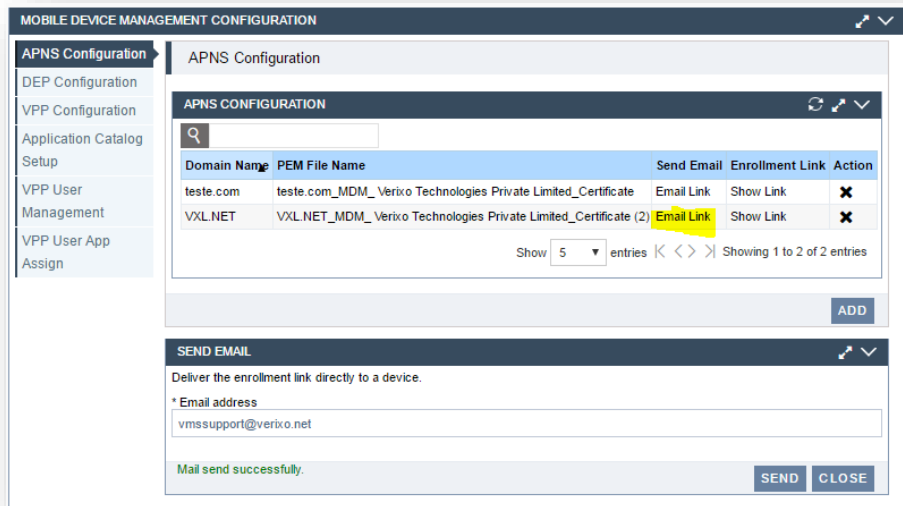 MOBILE DEVICE MANAGEMENT CONFIGURATION
APNS Configuration
DEP Configuration
VPP Configuration
Application Catalog
Setup
VPP User
Management
VPP User App
Assign
APNS Configuration
APNS CONFIGURATION
Domain Name PEM File Name Send Email Enrollment Link Action
teste.com teste.com_MDM_ Verixo Technologies Private Limited_Certificate Email Link Show Link
VXL.NET VXL.NET_MDM_ Verixo Technologies Private Limited_Certificate (2) Email Link Show Link
Show 5 entries Showing 1 to 2 of 2 entries
ADD
SEND EMAIL
Deliver the enrollment link directly to a device.
* Email address
vmssupport@verixo.net
Mail send successfully.
SEND CLOSE